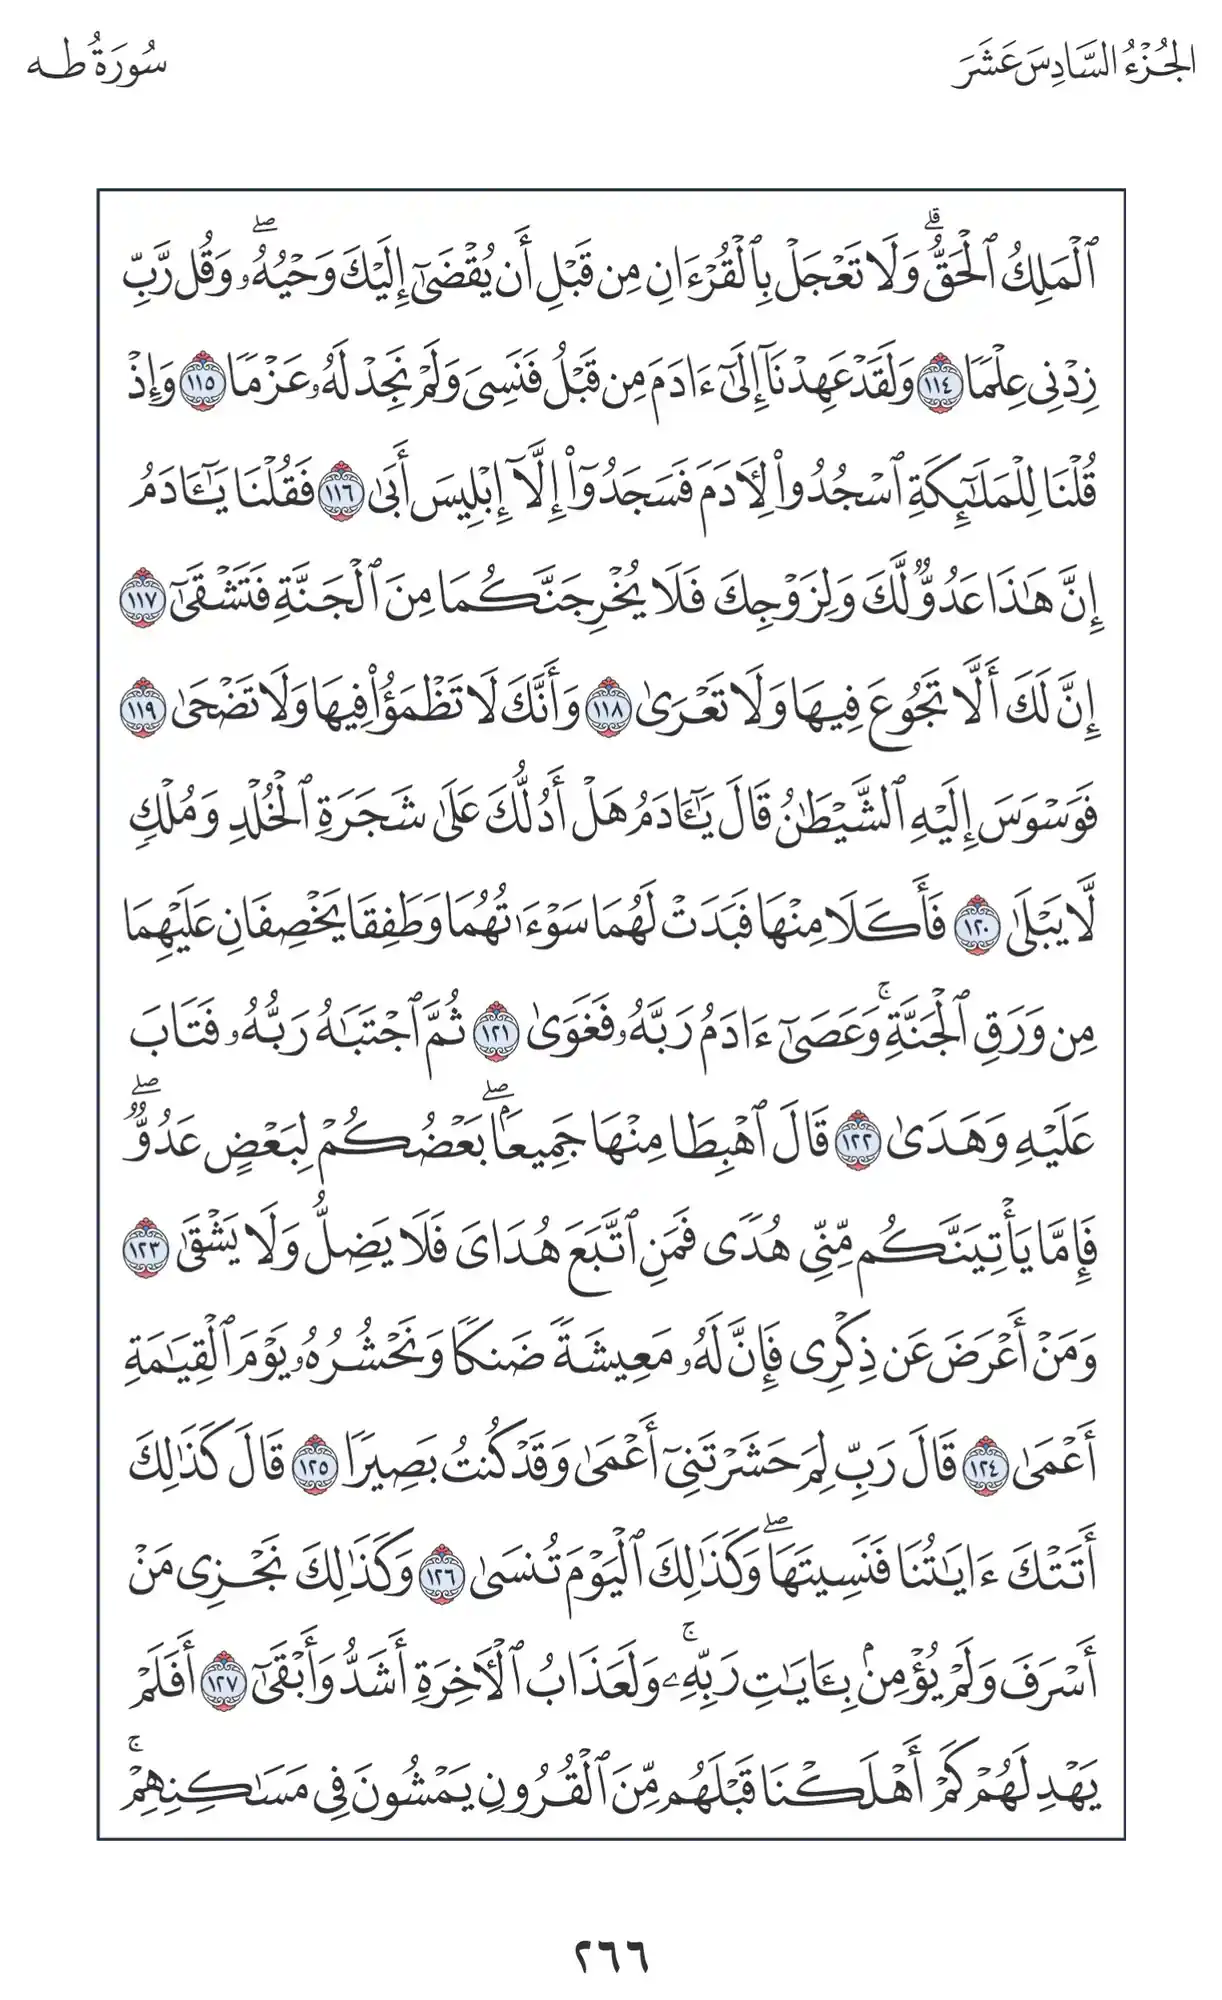 الجُزْءُ السَّادِسَ عَشَرَ
سُورَةُ طه
ٱلۡمَلِكُ ٱلۡحَقُّۗ وَلَا تَعۡجَلۡ بِٱلۡقُرۡءَانِ مِن قَبۡلِ أَن يُقۡضَىٰٓ إِلَيۡكَ وَحۡيُهُۥۖ وَقُل رَّبِّ
زِدۡنِي عِلۡمٗا ١١٤ وَلَقَدۡ عَهِدۡنَآ إِلَىٰٓ ءَادَمَ مِن قَبۡلُ فَنَسِيَ وَلَمۡ نَجِدۡ لَهُۥ عَزۡمٗا ١١٥ وَإِذۡ
قُلۡنَا لِلۡمَلَٰٓئِكَةِ ٱسۡجُدُواْ لِأٓدَمَ فَسَجَدُوٓاْ إِلَّآ إِبۡلِيسَ أَبَىٰ ١١٦ فَقُلۡنَا يَٰٓـَٔادَمُ
إِنَّ هَٰذَا عَدُوّٞ لَّكَ وَلِزَوۡجِكَ فَلَا يُخۡرِجَنَّكُمَا مِنَ ٱلۡجَنَّةِ فَتَشۡقَىٰٓ ١١٧
إِنَّ لَكَ أَلَّا تَجُوعَ فِيهَا وَلَا تَعۡرَىٰ ١١٨ وَأَنَّكَ لَا تَظۡمَؤُاْ فِيهَا وَلَا تَضۡحَىٰ ١١٩
فَوَسۡوَسَ إِلَيۡهِ ٱلشَّيۡطَٰنُ قَالَ يَٰٓـَٔادَمُ هَلۡ أَدُلُّكَ عَلَىٰ شَجَرَةِ ٱلۡخُلۡدِ وَمُلۡكٖ
لَّا يَبۡلَىٰ ١٢٠ فَأَكَلَا مِنۡهَا فَبَدَتۡ لَهُمَا سَوۡءَٰتُهُمَا وَطَفِقَا يَخۡصِفَانِ عَلَيۡهِمَا
مِن وَرَقِ ٱلۡجَنَّةِۚ وَعَصَىٰٓ ءَادَمُ رَبَّهُۥ فَغَوَىٰ ١٢١ ثُمَّ ٱجۡتَبَٰهُ رَبُّهُۥ فَتَابَ
عَلَيۡهِ وَهَدَىٰ ١٢٢ قَالَ ٱهۡبِطَا مِنۡهَا جَمِيعَۢاۖ بَعۡضُكُمۡ لِبَعۡضٍ عَدُوّٞۖ
فَإِمَّا يَأۡتِيَنَّكُم مِّنِّي هُدٗى فَمَنِ ٱتَّبَعَ هُدَايَ فَلَا يَضِلُّ وَلَا يَشۡقَىٰ ١٢٣
وَمَنۡ أَعۡرَضَ عَن ذِكۡرِي فَإِنَّ لَهُۥ مَعِيشَةٗ ضَنكٗا وَنَحۡشُرُهُۥ يَوۡمَ ٱلۡقِيَٰمَةِ
أَعۡمَىٰ ١٢٤ قَالَ رَبِّ لِمَ حَشَرۡتَنِيٓ أَعۡمَىٰ وَقَدۡ كُنتُ بَصِيرٗا ١٢٥ قَالَ كَذَٰلِكَ
أَتَتۡكَ ءَايَٰتُنَا فَنَسِيتَهَاۖ وَكَذَٰلِكَ ٱلۡيَوۡمَ تُنسَىٰ ١٢٦ وَكَذَٰلِكَ نَجۡزِي مَنۡ
أَسۡرَفَ وَلَمۡ يُؤۡمِنۢ بِـَٔايَٰتِ رَبِّهِۦۚ وَلَعَذَابُ ٱلۡأٓخِرَةِ أَشَدُّ وَأَبۡقَىٰٓ ١٢٧ أَفَلَمۡ
يَهۡدِ لَهُمۡ كَمۡ أَهۡلَكۡنَا قَبۡلَهُم مِّنَ ٱلۡقُرُونِ يَمۡشُونَ فِي مَسَٰكِنِهِمۡۚ
٢٦٦